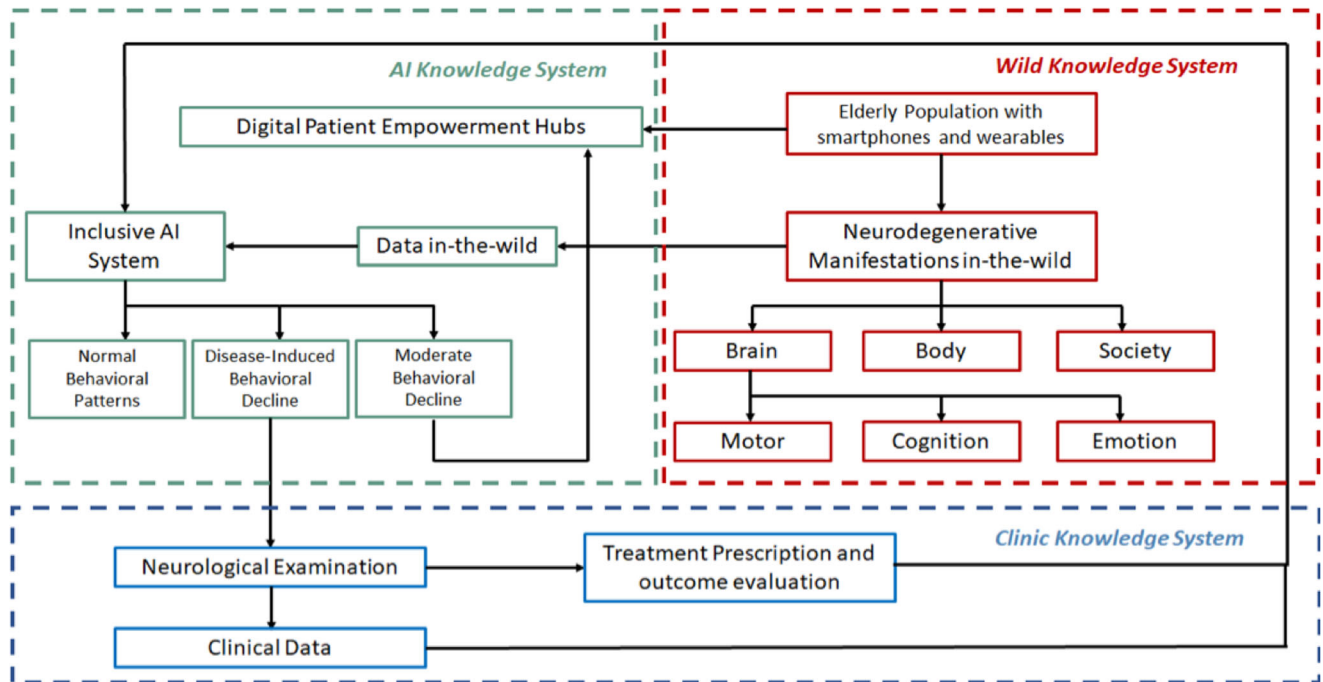 AI Knowledge System
Wild Knowledge System
Digital Patient Empowerment Hubs
Elderly Population with
smartphones and wearables
Inclusive AI
System
Data in-the-wild
Neurodegenerative
Manifestations in-the-wild
Normal
Behavioral
Patterns
Disease-Induced
Behavioral
Decline
Moderate
Behavioral
Decline
Brain
Body
Society
Motor
Cognition
Emotion
Clinic Knowledge System
Neurological Examination
Treatment Prescription and
outcome evaluation
Clinical Data